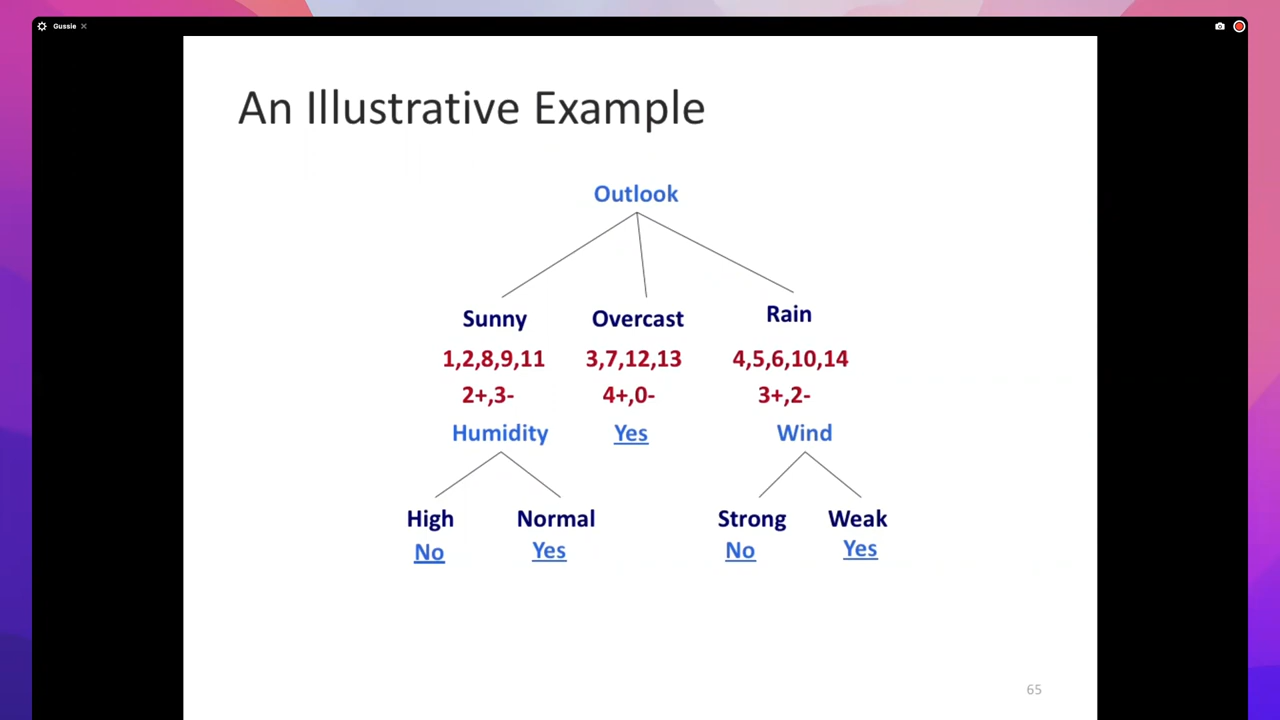 Gussie
An Illustrative Example
Outlook
Sunny Overcast Rain
1,2,8,9,11 3,7,12,13 4,5,6,10,14
2+,3- 4+,0- 3+,2-
Humidity Yes Wind
High Normal Strong Weak
No Yes No Yes
65